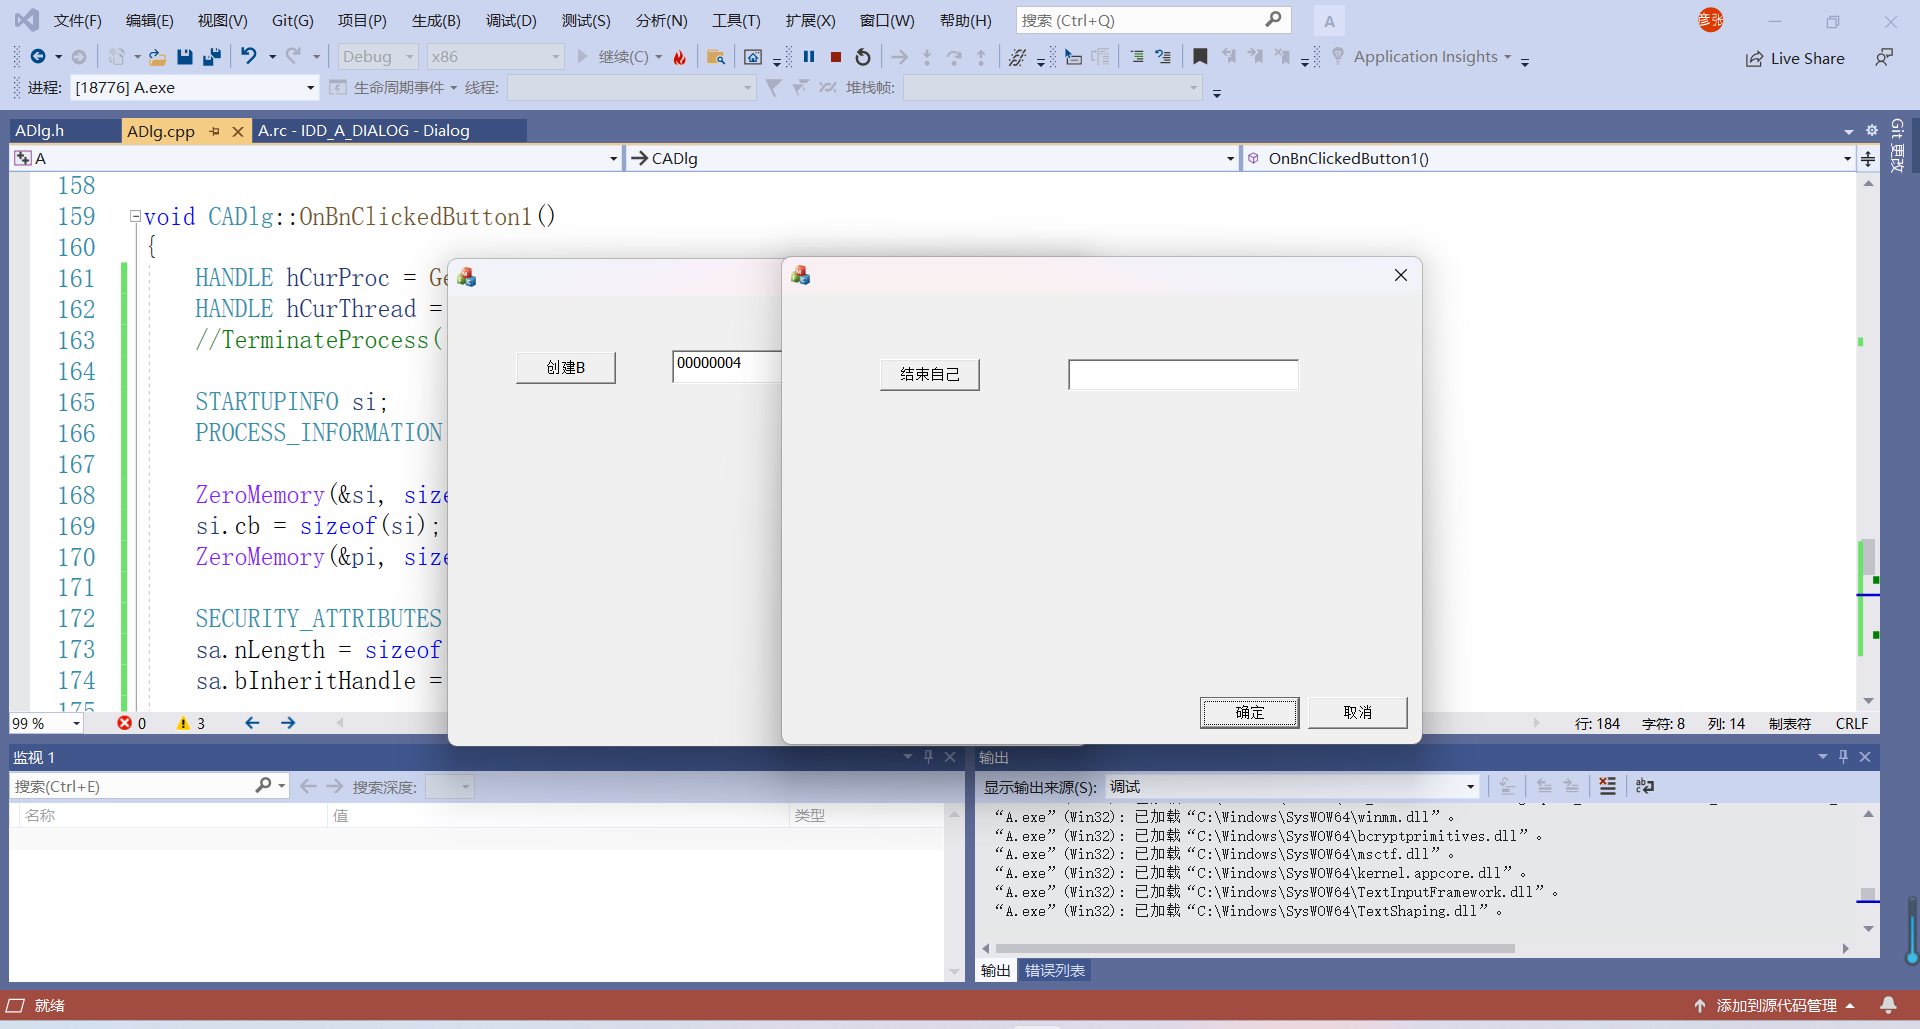 文件(F) 编辑(E) 视图(V) Git(G) 项目(P) 生成(B) 调试(D) 测试(S) 分析(N) 工具(T) 扩展(X) 窗口(W) 帮助(H) 搜索 (Ctrl+Q) A 彦张
Debug x86 继续(C) Application Insights Live Share
进程: [18776] A.exe 生命周期事件 线程: 堆栈帧:
ADlg.h ADlg.cpp A.rc - IDD_A_DIALOG - Dialog
Git 更改
A CADlg OnBnClickedButton1()
158
159 void CADlg::OnBnClickedButton1()
160 {
161 HANDLE hCurProc = Ge
162 HANDLE hCurThread =
163 //TerminateProcess(
164
165 STARTUPINFO si;
166 PROCESS_INFORMATION
167
168 ZeroMemory(&si, size
169 si.cb = sizeof(si);
170 ZeroMemory(&pi, size
171
172 SECURITY_ATTRIBUTES
173 sa.nLength = sizeof
174 sa.bInheritHandle =
175
创建B 00000004
结束自己
确定 取消
99 % 0 3 行: 184 字符: 8 列: 14 制表符 CRLF
监视 1
搜索(Ctrl+E) 搜索深度:
名称 值 类型
输出
显示输出来源(S): 调试
“A.exe” (Win32): 已加载“C:\Windows\SysWOW64\winmm.dll”。
“A.exe” (Win32): 已加载“C:\Windows\SysWOW64\bcryptprimitives.dll”。
“A.exe” (Win32): 已加载“C:\Windows\SysWOW64\msctf.dll”。
“A.exe” (Win32): 已加载“C:\Windows\SysWOW64\kernel.appcore.dll”。
“A.exe” (Win32): 已加载“C:\Windows\SysWOW64\TextInputFramework.dll”。
“A.exe” (Win32): 已加载“C:\Windows\SysWOW64\TextShaping.dll”。
输出 错误列表
就绪 添加到源代码管理